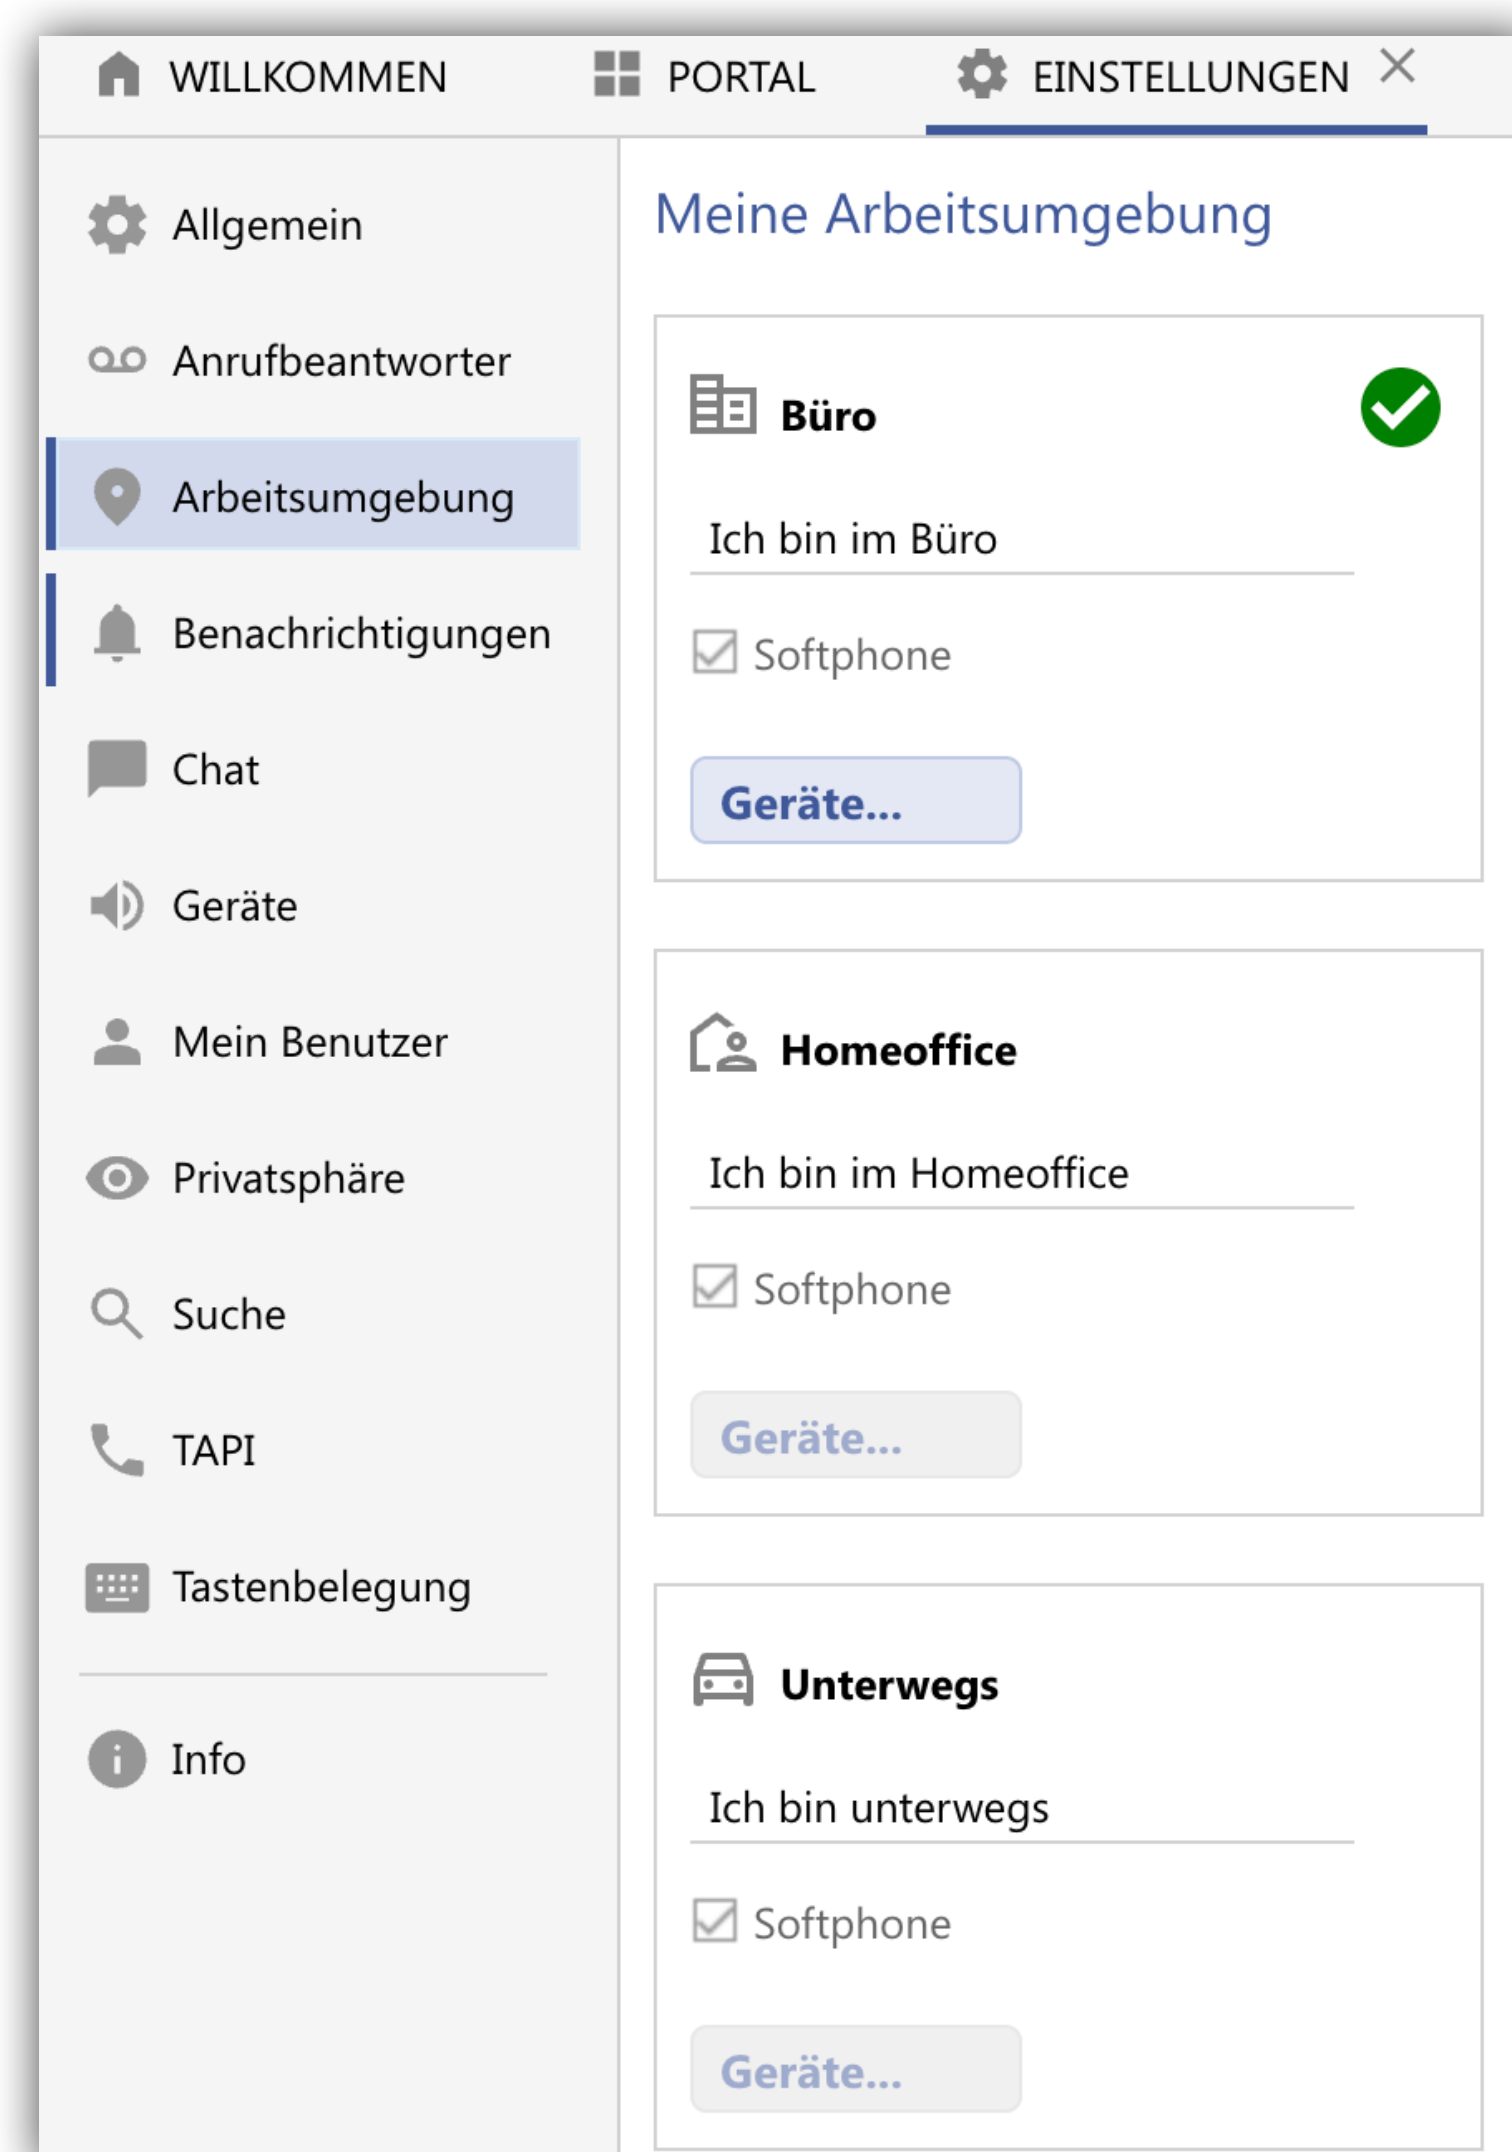 WILLKOMMEN
PORTAL
EINSTELLUNGEN
Allgemein
Anrufbeantworter
Arbeitsumgebung
Benachrichtigungen
Chat
Geräte
Mein Benutzer
Privatsphäre
Suche
TAPI
Tastenbelegung
Info
Meine Arbeitsumgebung
Büro
Ich bin im Büro
Softphone
Geräte...
Homeoffice
Ich bin im Homeoffice
Softphone
Geräte...
Unterwegs
Ich bin unterwegs
Softphone
Geräte...